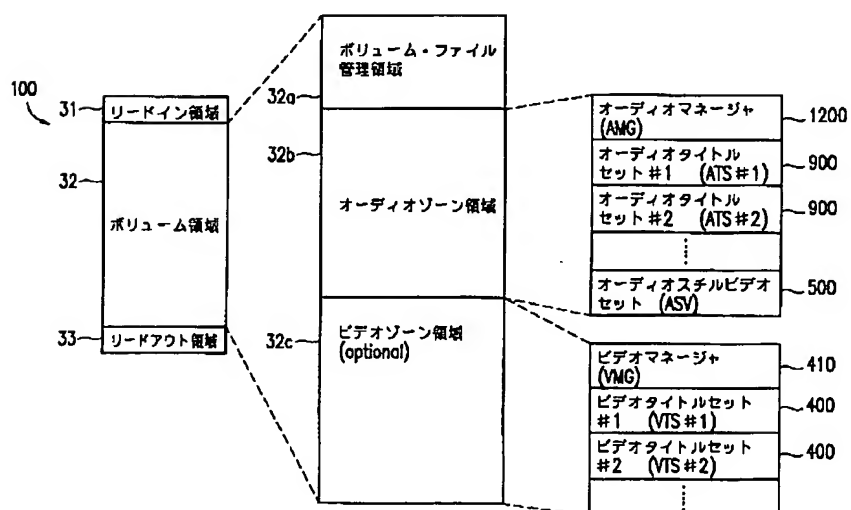 100
31
リードイン領域
32
ボリューム領域
33
リードアウト領域
ボリューム・ファイル
管理領域
32a
32b
オーディオゾーン領域
32c
ビデオゾーン領域
(optional)
オーディオマネージャ
(AMG)
1200
オーディオタイトル
セット#1 (ATS#1)
900
オーディオタイトル
セット#2 (ATS#2)
900
オーディオスチルビデオ
セット (ASV)
500
ビデオマネージャ
(VMG)
410
ビデオタイトルセット
#1 (VTS#1)
400
ビデオタイトルセット
#2 (VTS#2)
400